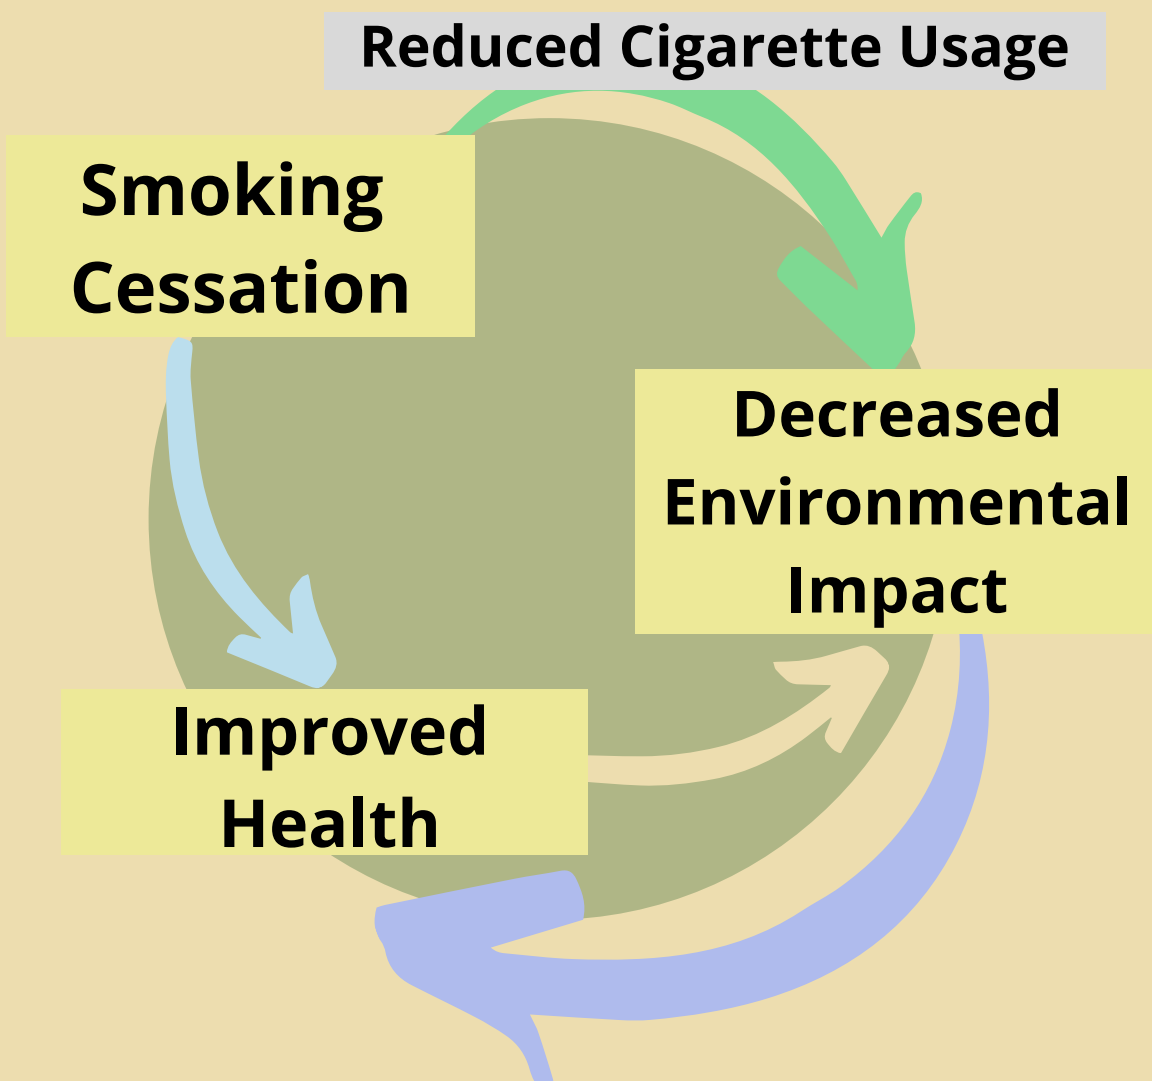 Reduced Cigarette Usage
Smoking
Cessation
Decreased
Environmental
Impact
Improved
Health